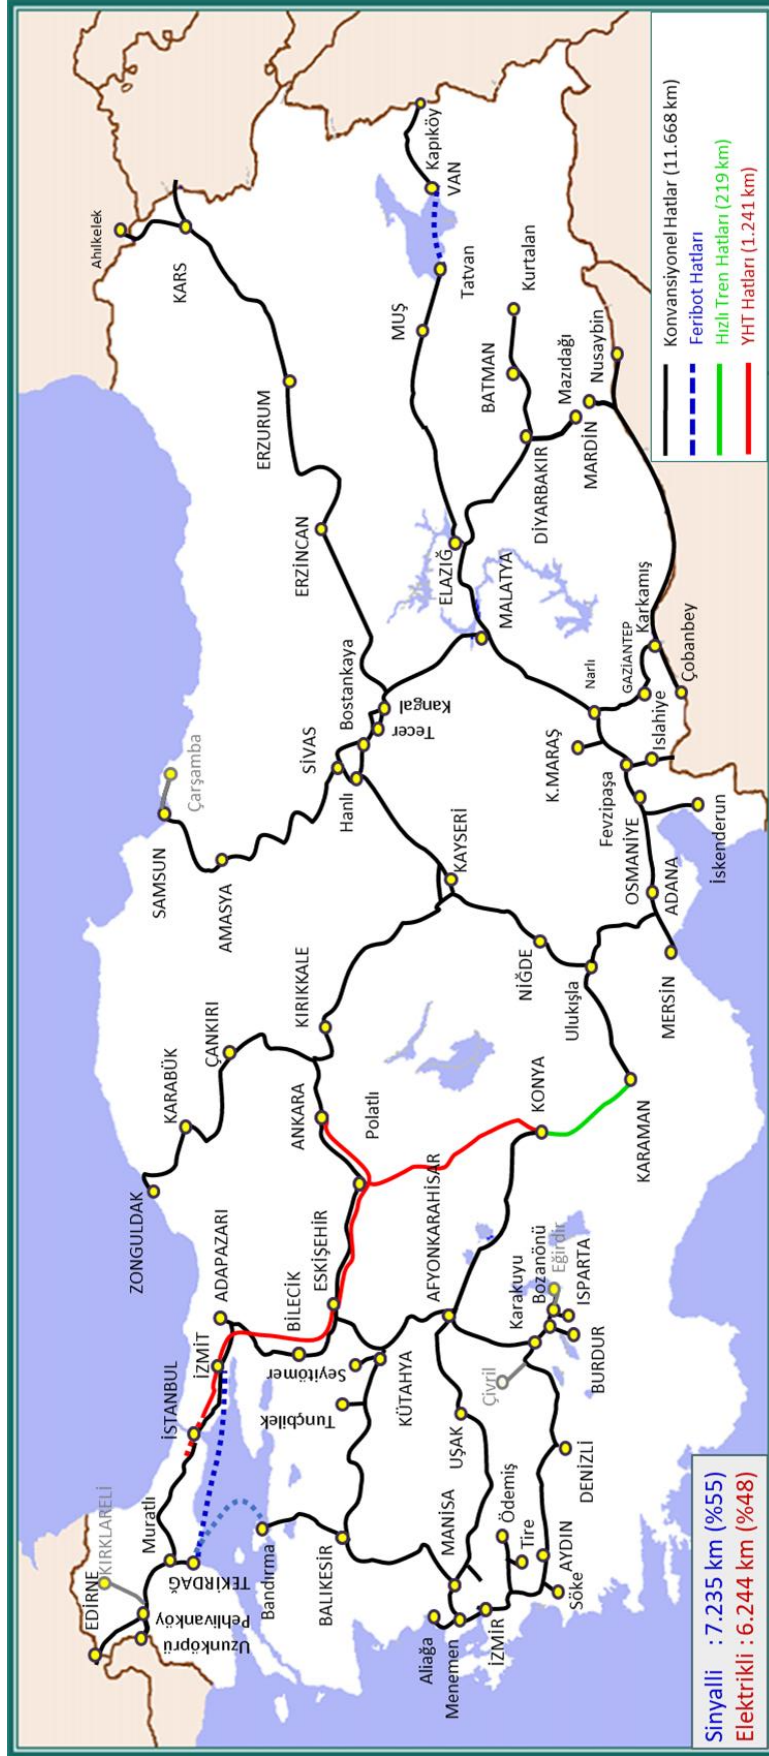 EDİRNE
KIRKLARELİ
Uzunköprü
Pehlivanköy
Muratlı
TEKİRDAĞ
İSTANBUL
İZMİT
ADAPAZARI
BİLECİK
ESKİŞEHİR
Bandırma
BALIKESİR
Tunçbilek
Seyitömer
KÜTAHYA
AFYONKARAHİSAR
UŞAK
MANİSA
Aliağa
Menemen
İZMİR
Ödemiş
Tire
AYDIN
Söke
DENİZLİ
Çivril
Karakuyu
Bozanönü
Eğirdir
ISPARTA
BURDUR
ZONGULDAK
KARABÜK
ÇANKIRI
ANKARA
Polatlı
KIRIKKALE
KONYA
KARAMAN
Ulukışla
NİĞDE
KAYSERİ
MERSİN
ADANA
OSMANİYE
İskenderun
Fevzipaşa
Islahiye
K.MARAŞ
Narlı
GAZİANTEP
Karkamış
Çobanbey
SAMSUN
Çarşamba
AMASYA
SİVAS
Hanlı
Bostankaya
Tecer
Kangal
ERZİNCAN
ERZURUM
KARS
Ahılkelek
MALATYA
ELAZIĞ
DİYARBAKIR
BATMAN
Kurtalan
Mazıdağı
MARDİN
Nusaybin
MUŞ
Tatvan
VAN
Kapıköy
Sinyalli : 7.235 km (%55)
Elektrikli : 6.244 km (%48)
Konvansiyonel Hatlar (11.668 km)
Feribot Hatları
Hızlı Tren Hatları (219 km)
YHT Hatları (1.241 km)